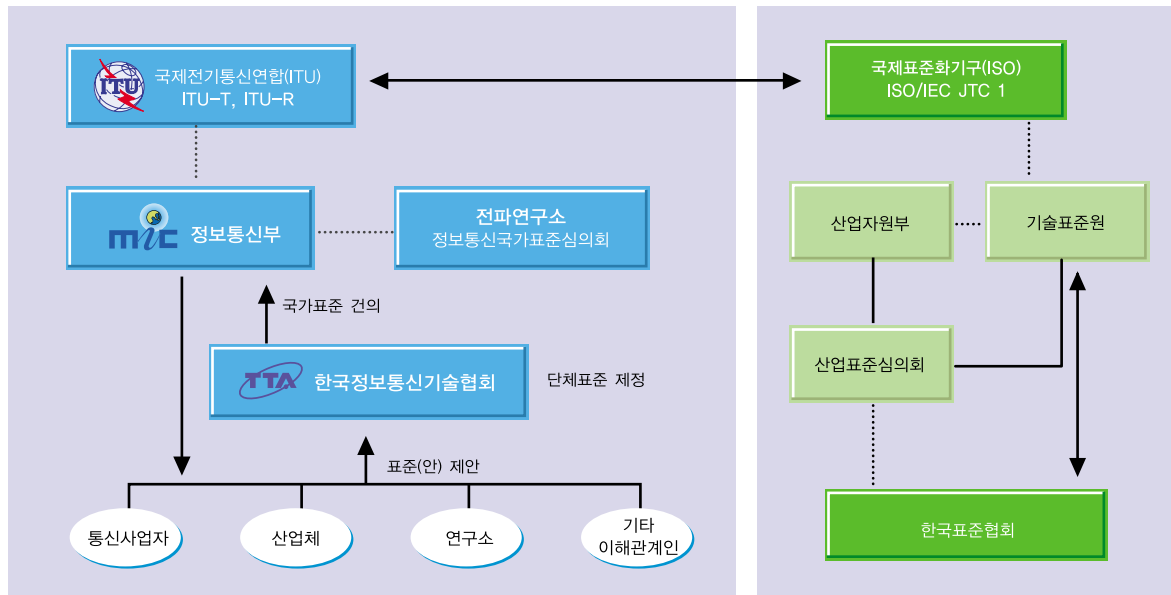 ITU
국제전기통신연합(ITU)
ITU-T, ITU-R
mic 정보통신부
전파연구소
정보통신국가표준심의회
국가표준 건의
TTA 한국정보통신기술협회
단체표준 제정
표준(안) 제안
통신사업자
산업체
연구소
기타
이해관계인
국제표준화기구(ISO)
ISO/IEC JTC 1
산업자원부
기술표준원
산업표준심의회
한국표준협회